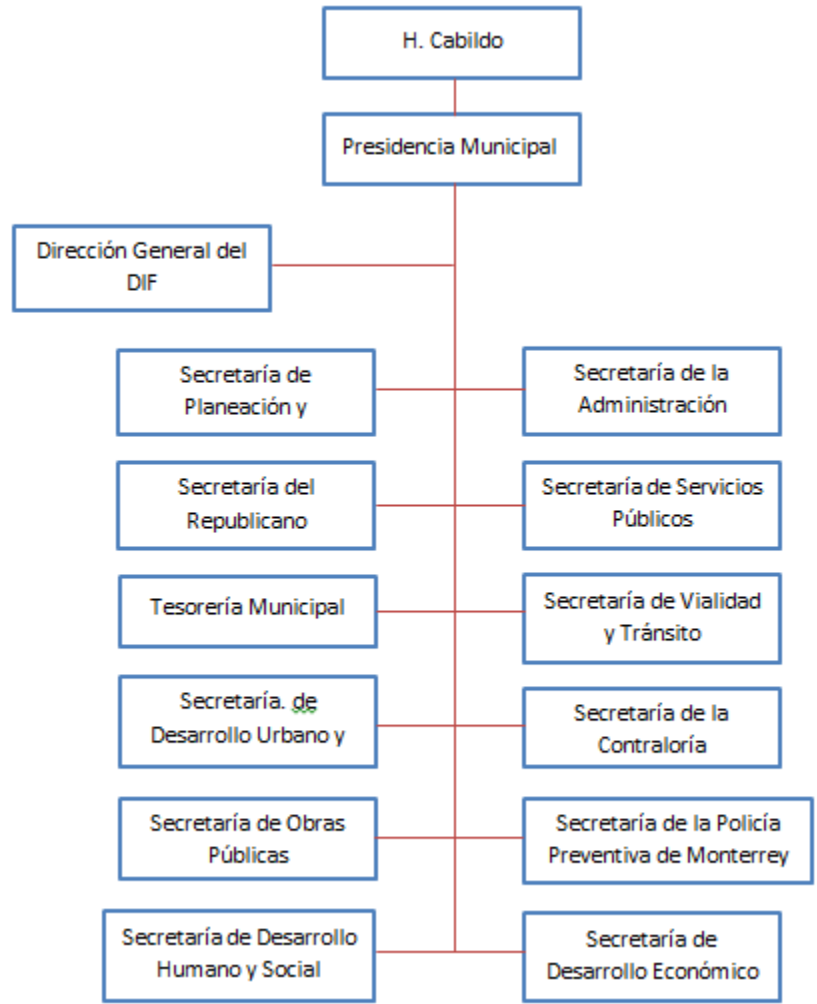 H. Cabildo
Presidencia Municipal
Dirección General del
DIF
Secretaría de
Planeación y
Secretaría de la
Administración
Secretaría del
Republicano
Secretaría de Servicios
Públicos
Tesorería Municipal
Secretaría de Vialidad
y Tránsito
Secretaría. de
Desarrollo Urbano y
Secretaría de la
Contraloría
Secretaría de Obras
Públicas
Secretaría de la Policía
Preventiva de Monterrey
Secretaría de Desarrollo
Humano y Social
Secretaría de
Desarrollo Económico